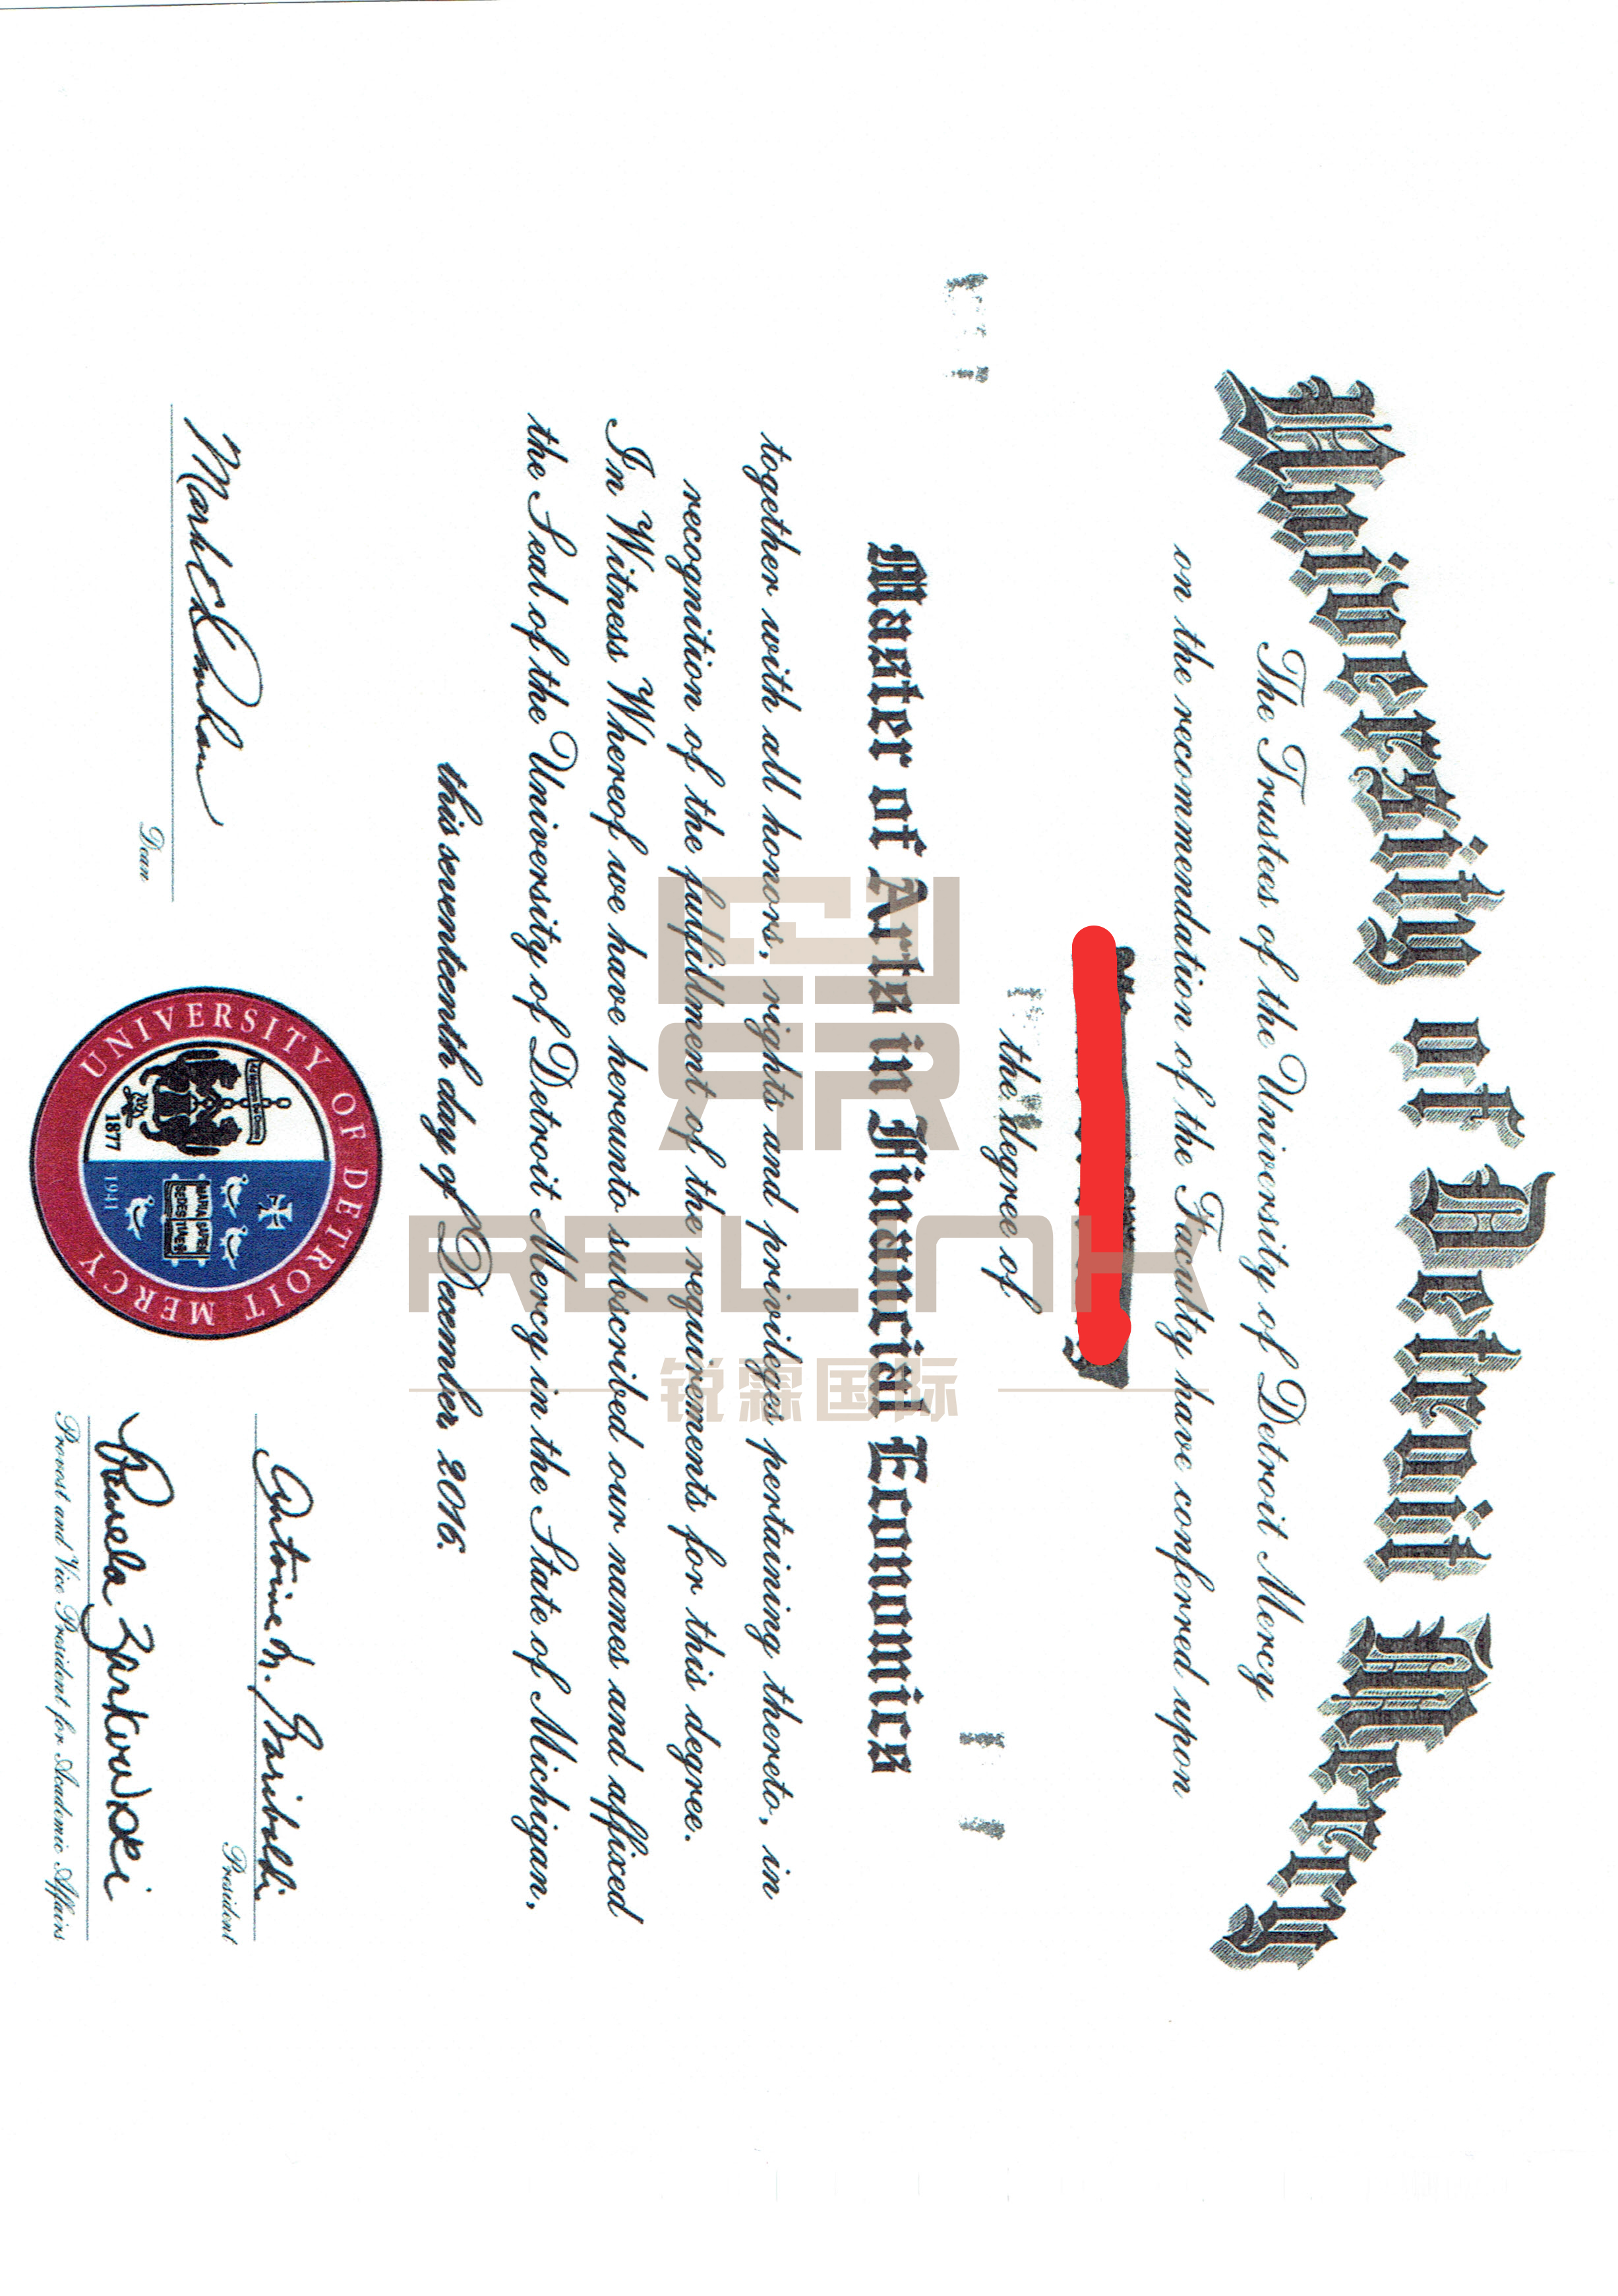 University of Detroit Mercy
The Trustees of the University of Detroit Mercy
on the recommendation of the Faculty have conferred upon
the degree of
Master of Arts in Financial Economics
together with all honors, rights and privileges pertaining thereto, in
recognition of the fulfillment of the requirements for this degree.
In Witness Whereof we have hereunto subscribed our names and affixed
the Seal of the University of Detroit Mercy in the State of Michigan,
this seventeenth day of December 2016.
Antoine M. Garibaldi
President
Dean
Pamela Zarkowski
Provost and Vice President for Academic Affairs
UNIVERSITY OF DETROIT MERCY
1877
1941
MARIA SAPIEN
SEDES TIMES
RELINK
锐霖国际